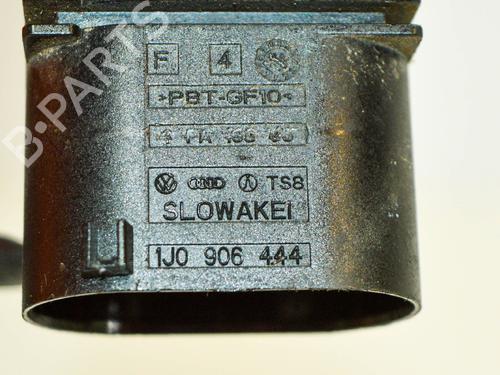 F 4
>PBT-GF10<
TS8
SLOWAKEI
1J0 906 444
B-PARTS